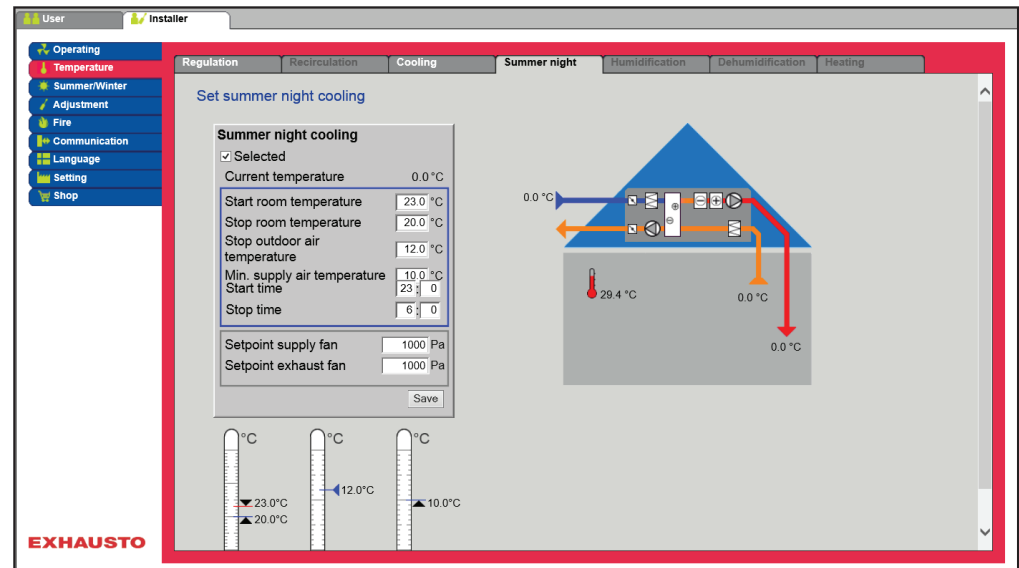 User
Installer
Operating
Temperature
Summer/Winter
Adjustment
Fire
Communication
Language
Setting
Shop
Regulation
Recirculation
Cooling
Summer night
Humidification
Dehumidification
Heating
Set summer night cooling
Summer night cooling
Selected
Current temperature 0.0 °C
Start room temperature 23.0 °C
Stop room temperature 20.0 °C
Stop outdoor air
temperature 12.0 °C
Min. supply air temperature 10.0 °C
Start time 23 : 0
Stop time 6 : 0
Setpoint supply fan 1000 Pa
Setpoint exhaust fan 1000 Pa
Save
0.0 °C
29.4 °C
0.0 °C
0.0 °C
°C
°C
°C
23.0°C
20.0°C
12.0°C
10.0°C
EXHAUSTO